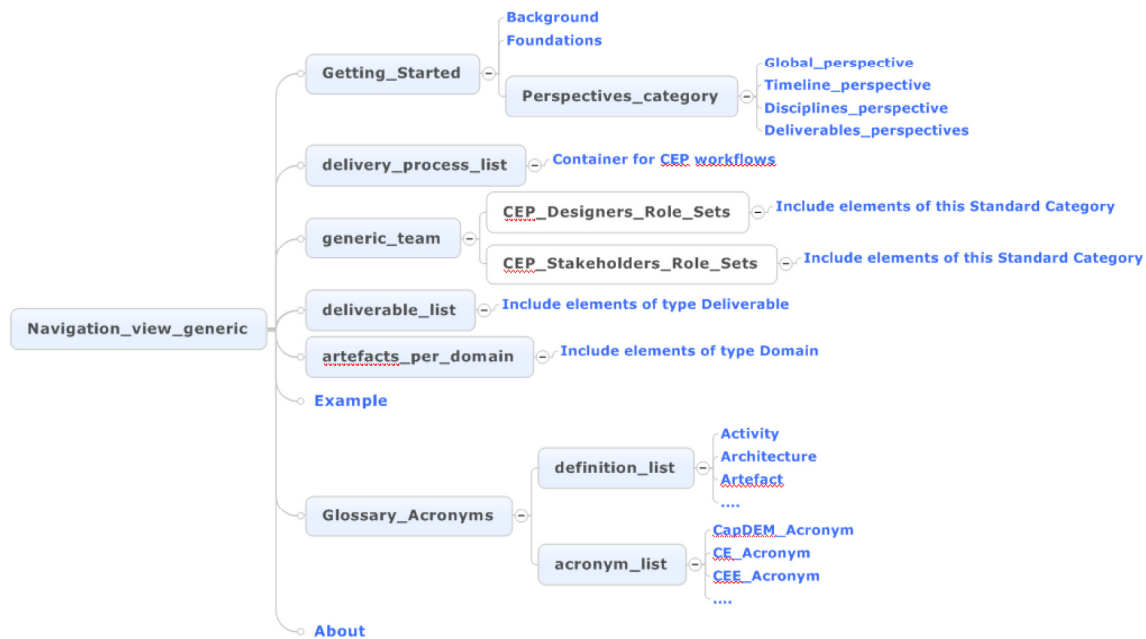 Background
Foundations
Getting_Started
Perspectives_category
Global_perspective
Timeline_perspective
Disciplines_perspective
Deliverables_perspectives
delivery_process_list
Container for CEP workflows
generic_team
CEP_Designers_Role_Sets
Include elements of this Standard Category
CEP_Stakeholders_Role_Sets
Include elements of this Standard Category
Navigation_view_generic
deliverable_list
Include elements of type Deliverable
artefacts_per_domain
Include elements of type Domain
Example
Glossary_Acronyms
definition_list
Activity
Architecture
Artefact
....
acronym_list
CapDEM_Acronym
CE_Acronym
CEE_Acronym
....
About